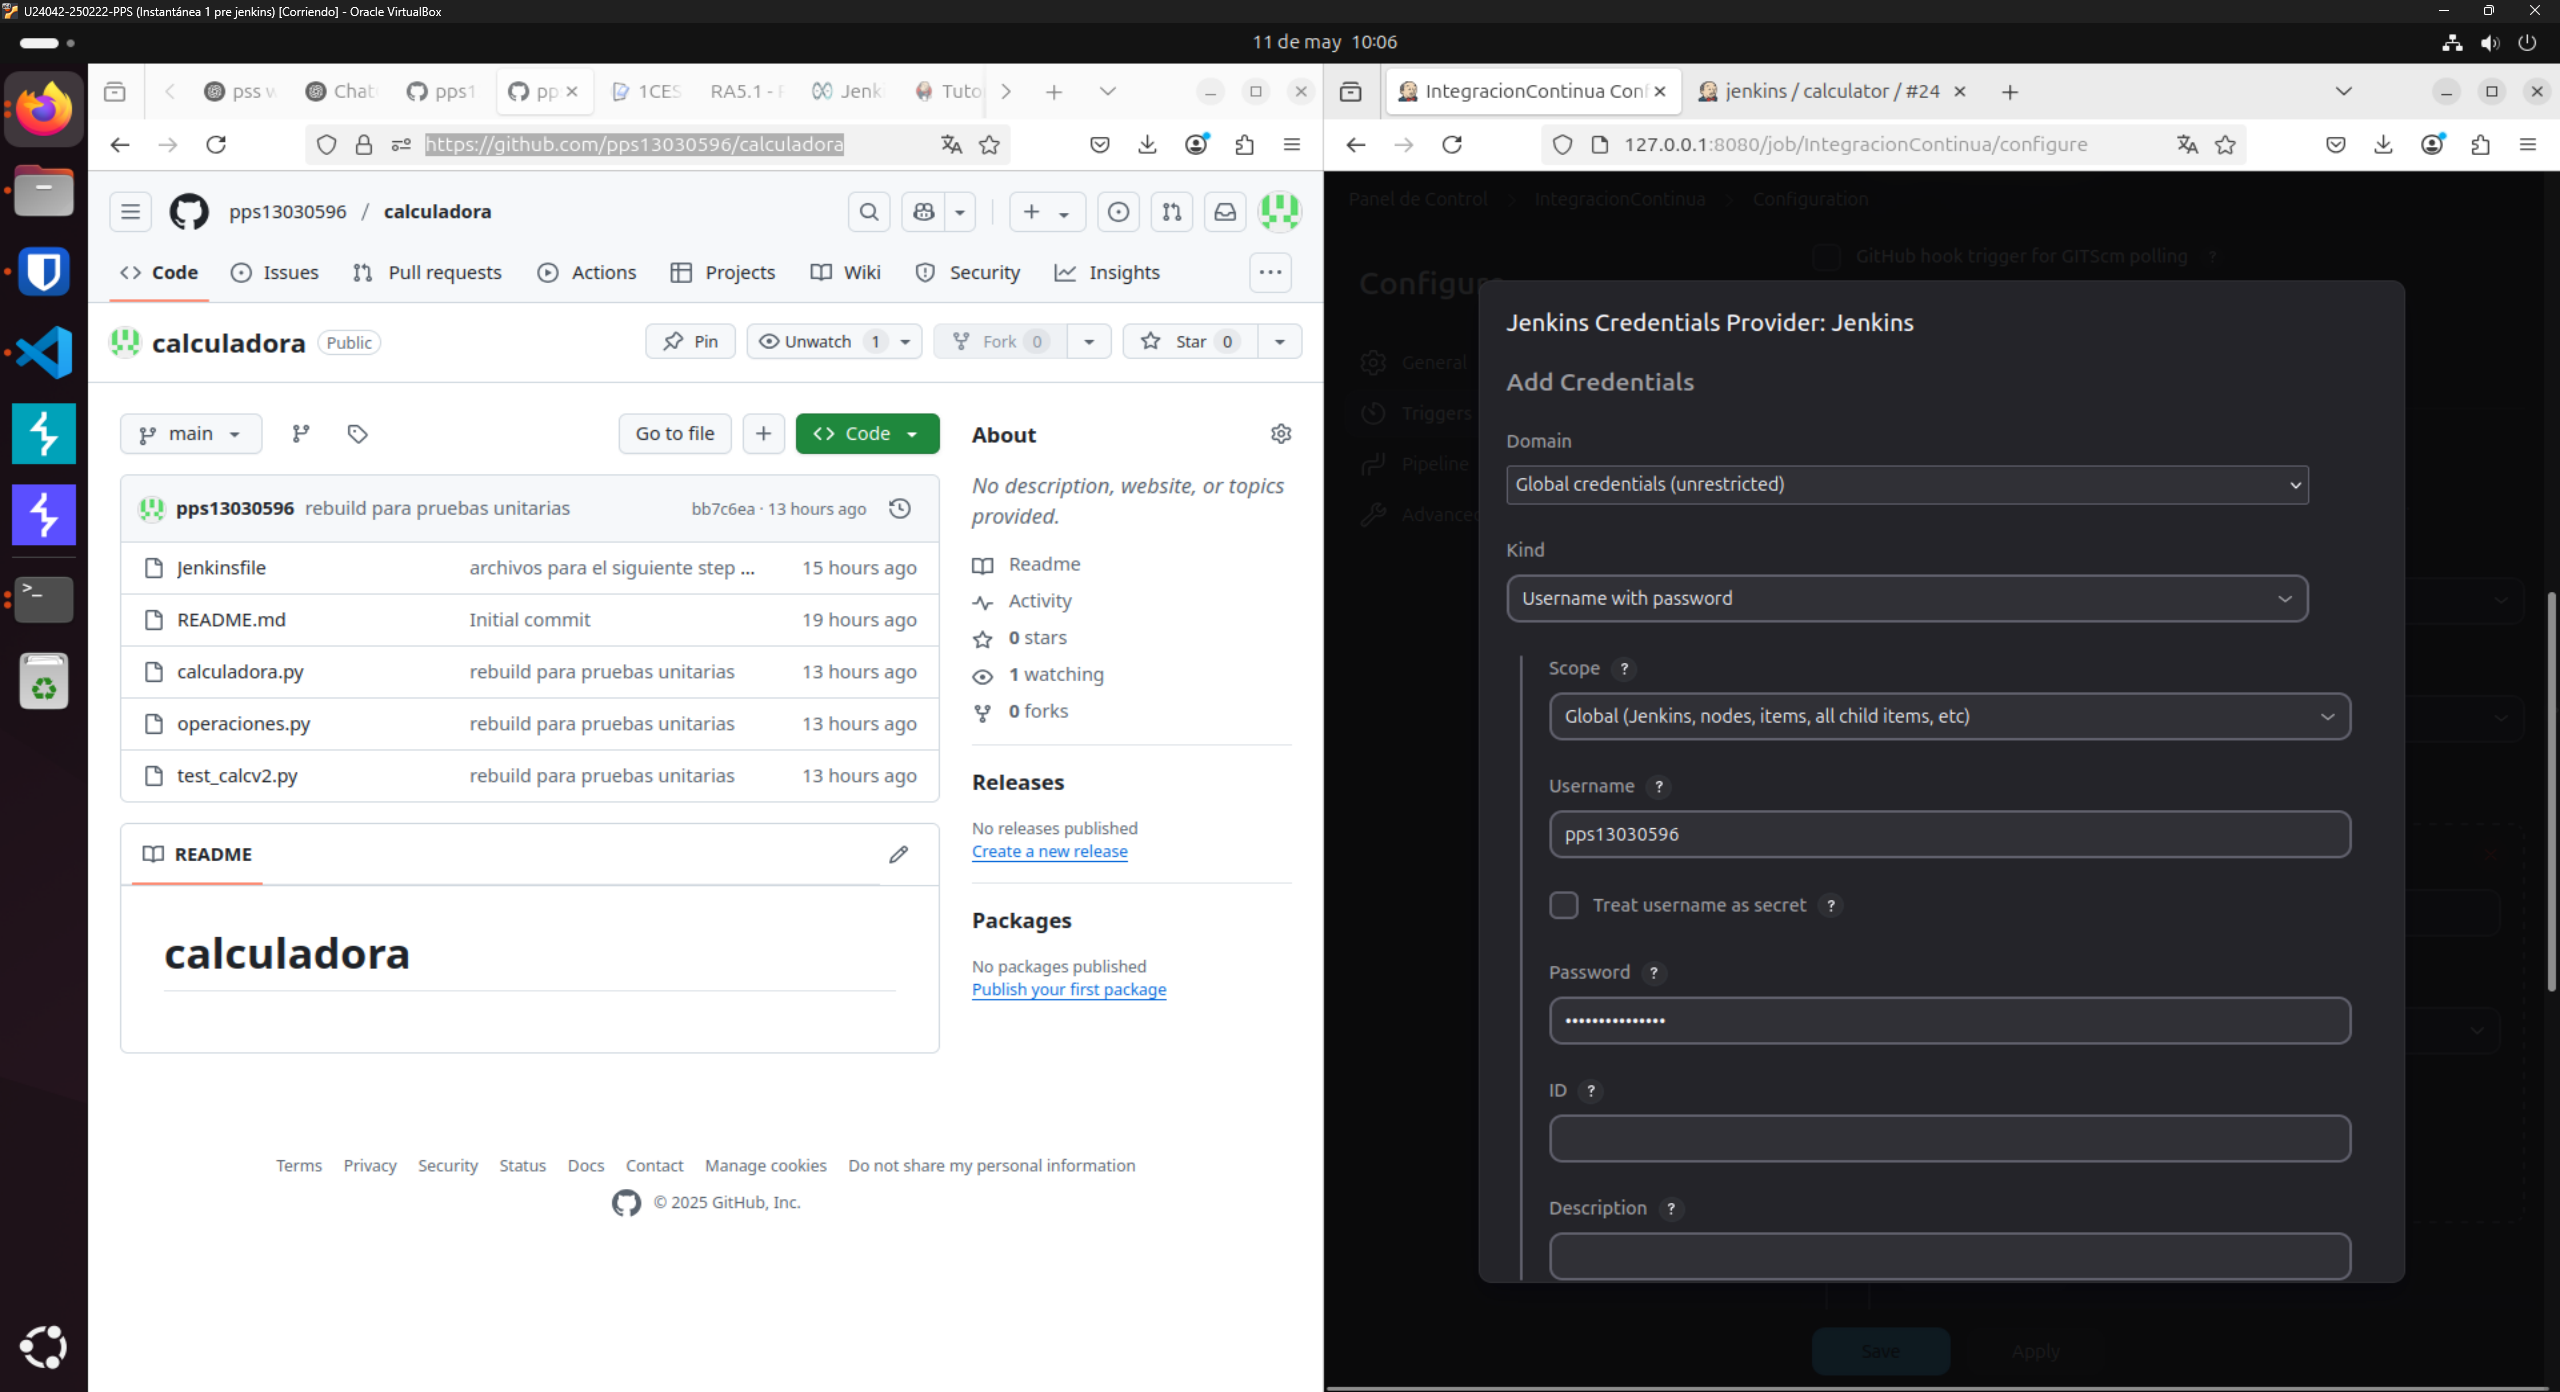 U24042-250222-PPS (Instantánea 1 pre jenkins) [Corriendo] - Oracle VirtualBox
11 de may 10:06
pss w
Chat
pps1
pp
1CES
RA5.1 -
Jenk
Tuto
https://github.com/pps13030596/calculadora
pps13030596 / calculadora
Code
Issues
Pull requests
Actions
Projects
Wiki
Security
Insights
calculadora
Public
Pin
Unwatch 1
Fork 0
Star 0
main
Go to file
Code
pps13030596 rebuild para pruebas unitarias
bb7c6ea · 13 hours ago
Jenkinsfile archivos para el siguiente step ... 15 hours ago
README.md Initial commit 19 hours ago
calculadora.py rebuild para pruebas unitarias 13 hours ago
operaciones.py rebuild para pruebas unitarias 13 hours ago
test_calcv2.py rebuild para pruebas unitarias 13 hours ago
README
calculadora
About
No description, website, or topics
provided.
Readme
Activity
0 stars
1 watching
0 forks
Releases
No releases published
Create a new release
Packages
No packages published
Publish your first package
Terms Privacy Security Status Docs Contact Manage cookies Do not share my personal information
© 2025 GitHub, Inc.
IntegracionContinua Conf
jenkins / calculator / #24
127.0.0.1:8080/job/IntegracionContinua/configure
Panel de Control > IntegracionContinua > Configuration
GitHub hook trigger for GITScm polling ?
Configure
General
Triggers
Pipeline
Advanced
Jenkins Credentials Provider: Jenkins
Add Credentials
Domain
Global credentials (unrestricted)
Kind
Username with password
Scope ?
Global (Jenkins, nodes, items, all child items, etc)
Username ?
pps13030596
Treat username as secret ?
Password ?
•••••••••••••••
ID ?
Description ?
Save
Apply